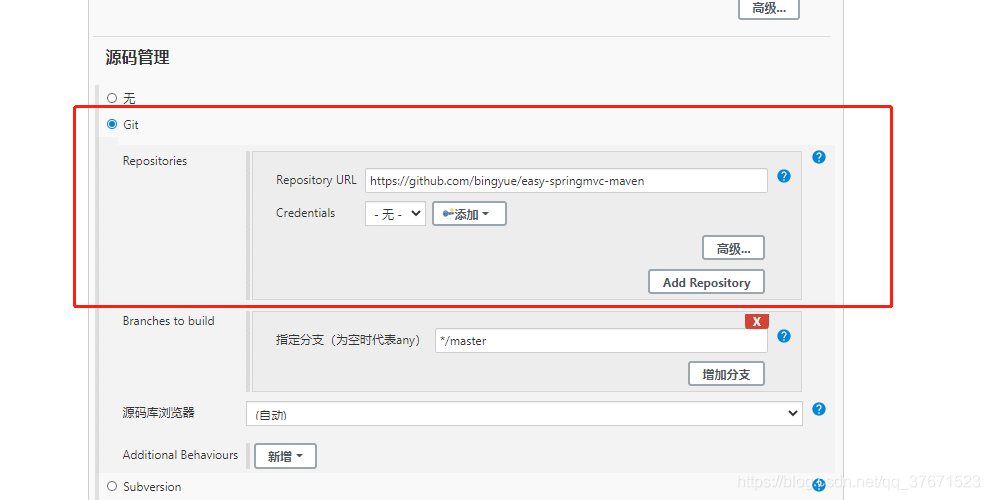 高级...
源码管理
无
Git
Repositories
Repository URL https://github.com/bingyue/easy-springmvc-maven
Credentials - 无 - 添加
高级...
Add Repository
Branches to build
X
指定分支（为空时代表any） */master
增加分支
源码库浏览器 (自动)
Additional Behaviours 新增
Subversion
https://blog.csdn.net/qq_37671523